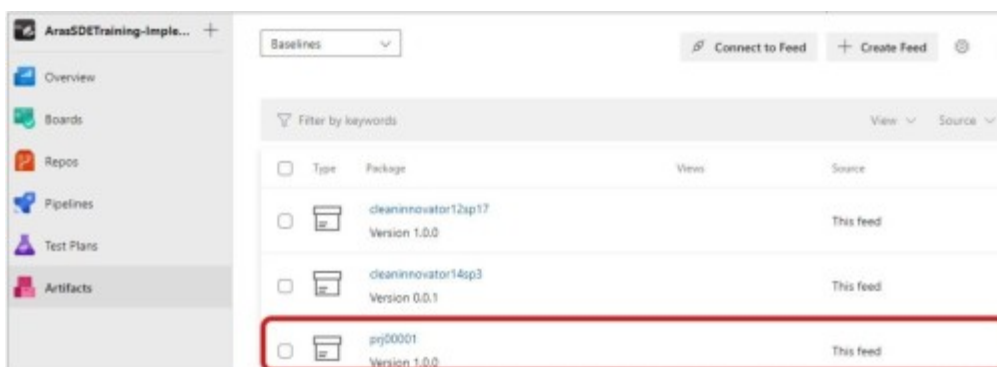 ArasSDETraining-Imple... +
Baselines
Connect to Feed
+ Create Feed
Overview
Boards
Filter by keywords
View
Source
Repos
Type Package Views Source
Pipelines
cleaninnovator12sp17
Version 1.0.0
This feed
Test Plans
Artifacts
cleaninnovator14sp3
Version 0.0.1
This feed
prj00001
Version 1.0.0
This feed